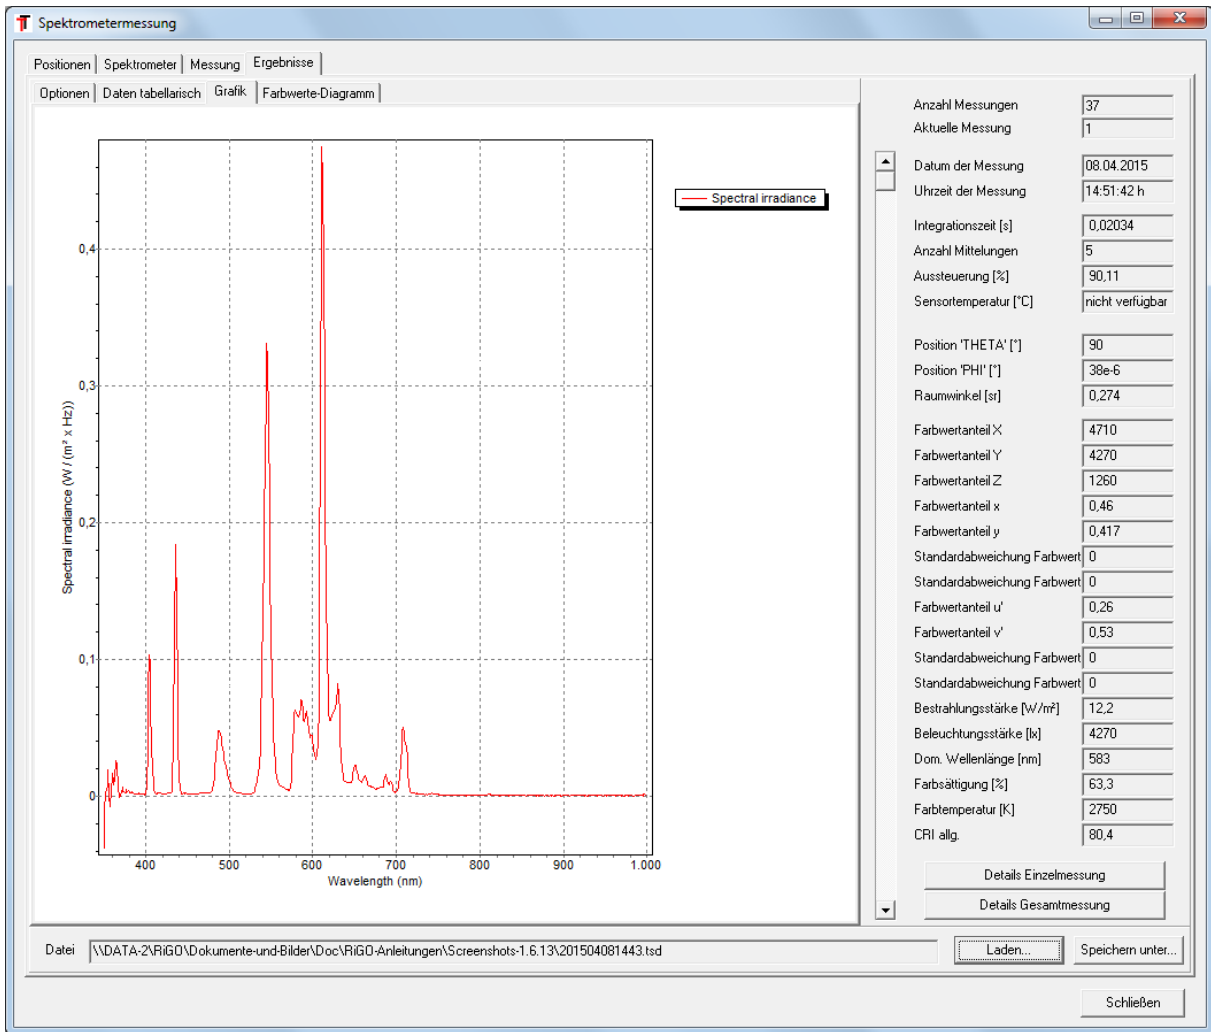 Spektrometermessung
Positionen Spektrometer Messung Ergebnisse
Optionen Daten tabellarisch Grafik Farbwerte-Diagramm
Spectral irradiance (W / (m² x Hz))
0,4
0,3
0,2
0,1
0
400 500 600 700 800 900 1.000
Wavelength (nm)
Spectral irradiance
Anzahl Messungen 37
Aktuelle Messung 1
Datum der Messung 08.04.2015
Uhrzeit der Messung 14:51:42 h
Integrationszeit [s] 0,02034
Anzahl Mittelungen 5
Aussteuerung [%] 90,11
Sensortemperatur [°C] nicht verfügbar
Position 'THETA' [°] 90
Position 'PHI' [°] 38e-6
Raumwinkel [sr] 0,274
Farbwertanteil X 4710
Farbwertanteil Y 4270
Farbwertanteil Z 1260
Farbwertanteil x 0,46
Farbwertanteil y 0,417
Standardabweichung Farbwert 0
Standardabweichung Farbwert 0
Farbwertanteil u' 0,26
Farbwertanteil v' 0,53
Standardabweichung Farbwert 0
Standardabweichung Farbwert 0
Bestrahlungsstärke [W/m²] 12,2
Beleuchtungsstärke [lx] 4270
Dom. Wellenlänge [nm] 583
Farbsättigung [%] 63,3
Farbtemperatur [K] 2750
CRI allg. 80,4
Details Einzelmessung
Details Gesamtmessung
Datei \\DATA-2\RiGO\Dokumente-und-Bilder\Doc\RiGO-Anleitungen\Screenshots-1.6.13\201504081443.tsd Laden... Speichern unter...
Schließen